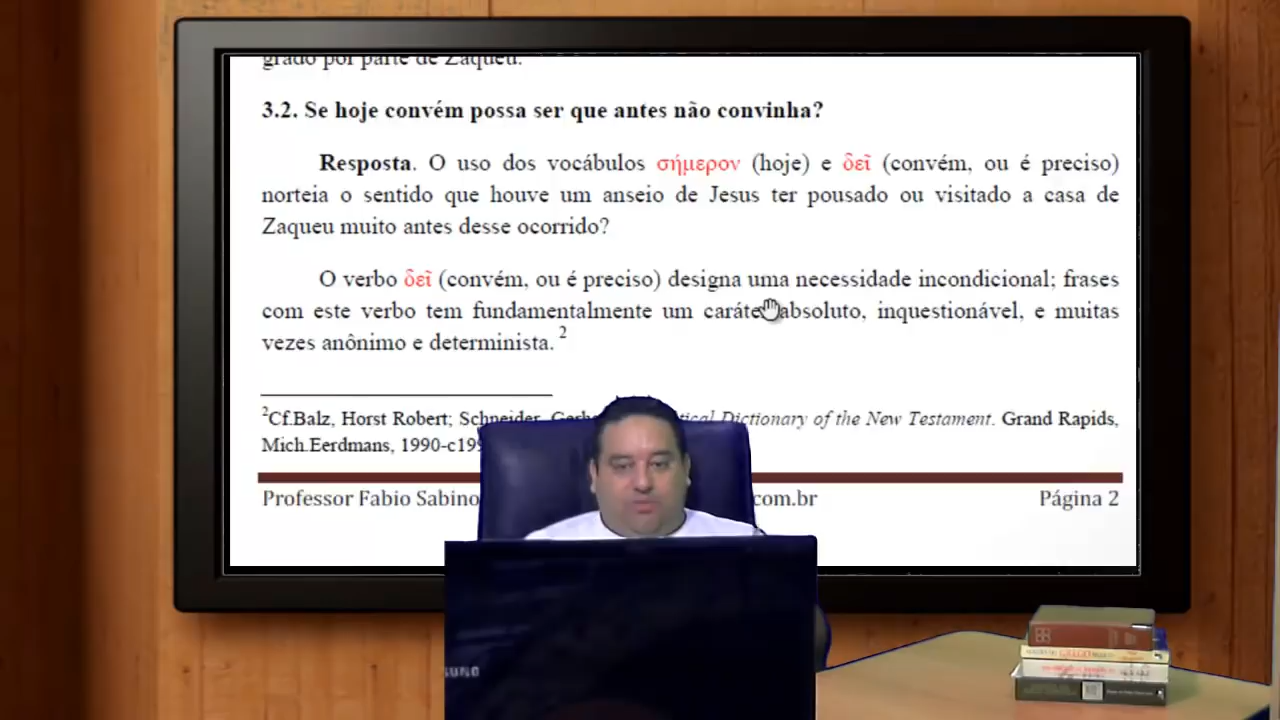 grado por parte de Zaqueu.
3.2. Se hoje convém possa ser que antes não convinha?
Resposta. O uso dos vocábulos σήμερον (hoje) e δεῖ (convém, ou é preciso)
norteia o sentido que houve um anseio de Jesus ter pousado ou visitado a casa de
Zaqueu muito antes desse ocorrido?
O verbo δεῖ (convém, ou é preciso) designa uma necessidade incondicional; frases
com este verbo tem fundamentalmente um caráte absoluto, inquestionável, e muitas
vezes anônimo e determinista. 2
2Cf.Balz, Horst Robert; Schneider, Dictionary of the New Testament. Grand Rapids,
Mich.Eerdmans, 1990-c199
Professor Fabio Sabino com.br Página 2